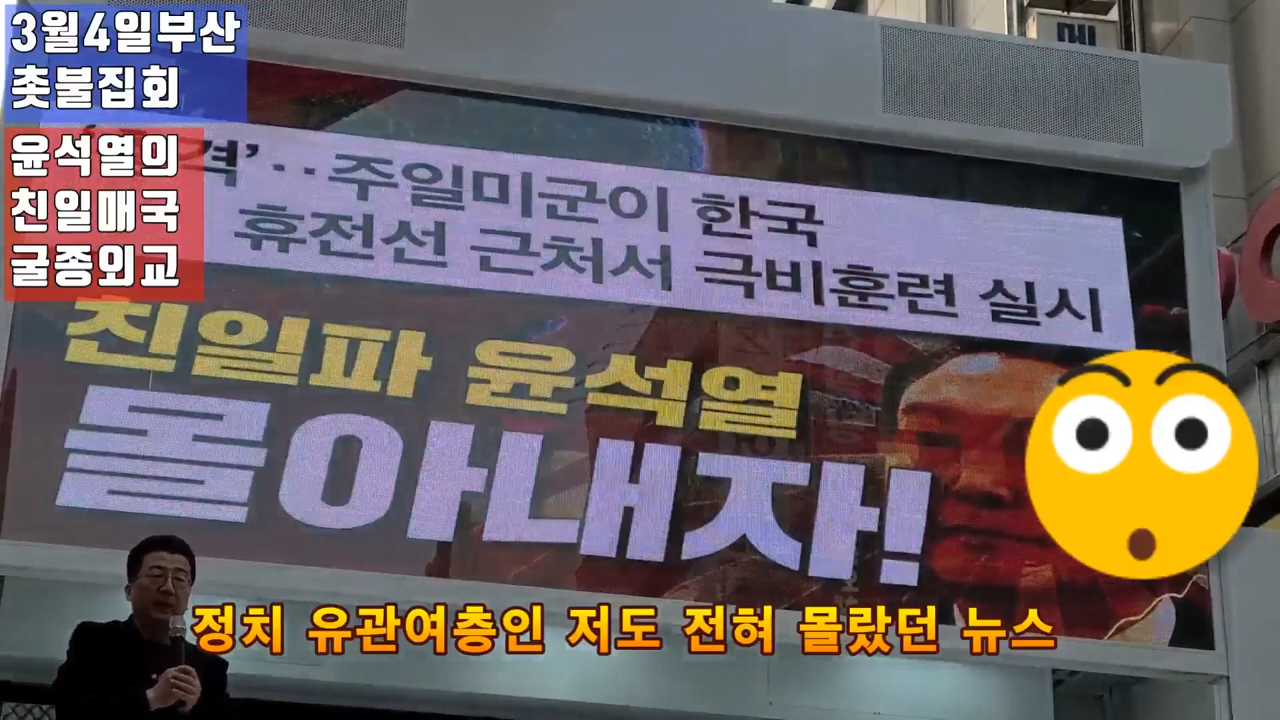 3월4일부산
촛불집회
윤석열의
친일매국
굴종외교
격’··주일미군이 한국
휴전선 근처서 극비훈련 실시
친일파 윤석열
몰아내자!
정치 유관여층인 저도 전혀 몰랐던 뉴스